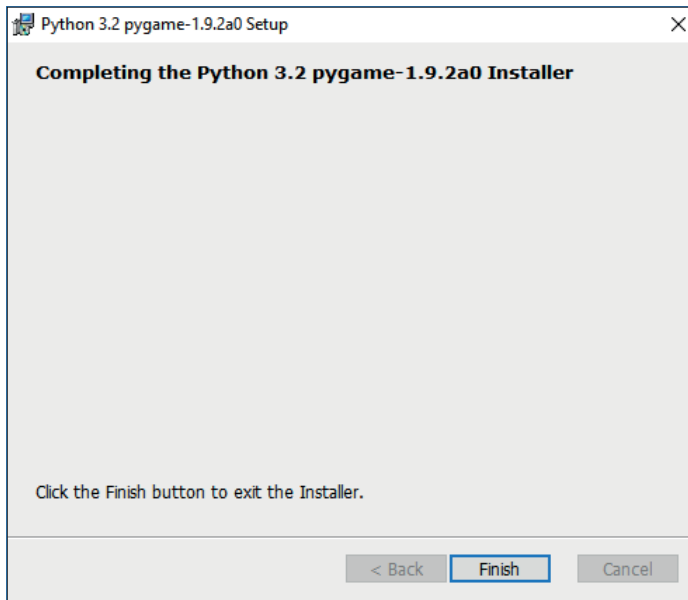 Python 3.2 pygame-1.9.2a0 Setup
Completing the Python 3.2 pygame-1.9.2a0 Installer
Click the Finish button to exit the Installer.
< Back
Finish
Cancel